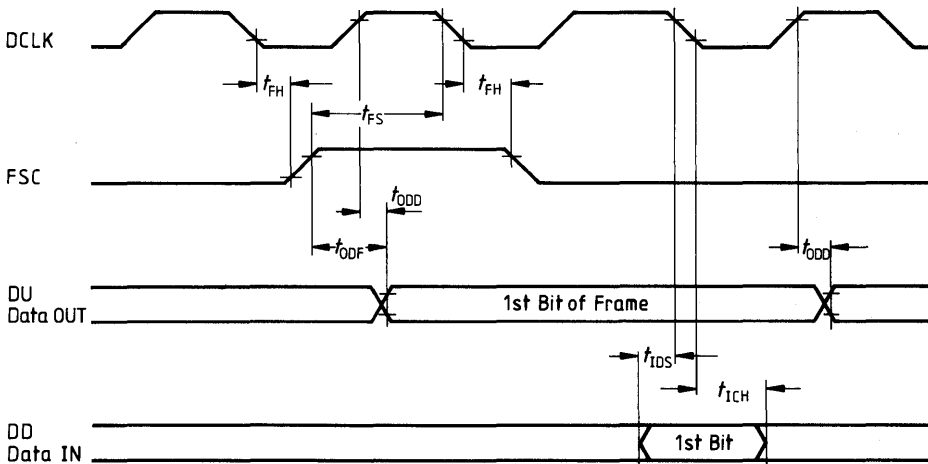 DCLK
tFH
tFH
tFS
FSC
tODD
tODF
tODD
DU
Data OUT
1st Bit of Frame
tIDS
tICH
DD
Data IN
1st Bit